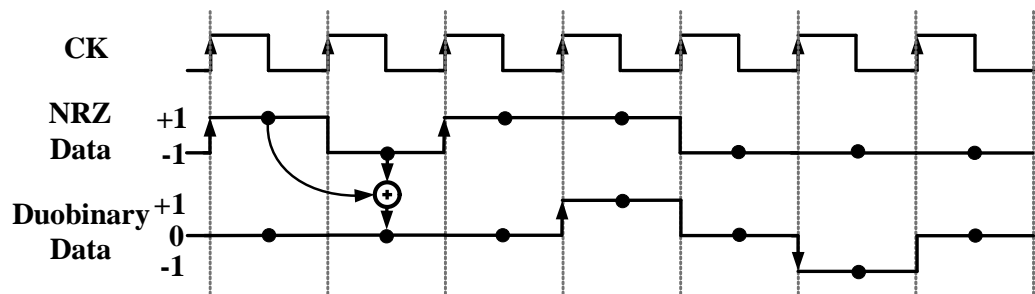 CK
NRZ
Data
+1
-1
+
Duobinary
Data
+1
0
-1